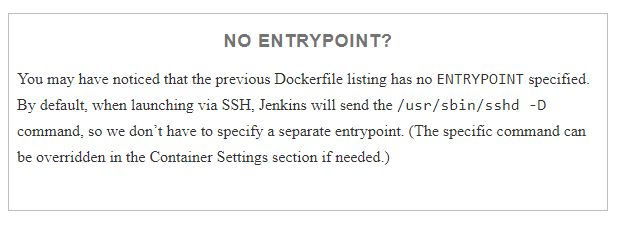 NO ENTRYPOINT?
You may have noticed that the previous Dockerfile listing has no ENTRYPOINT specified.
By default, when launching via SSH, Jenkins will send the /usr/sbin/sshd -D
command, so we don’t have to specify a separate entrypoint. (The specific command can
be overridden in the Container Settings section if needed.)